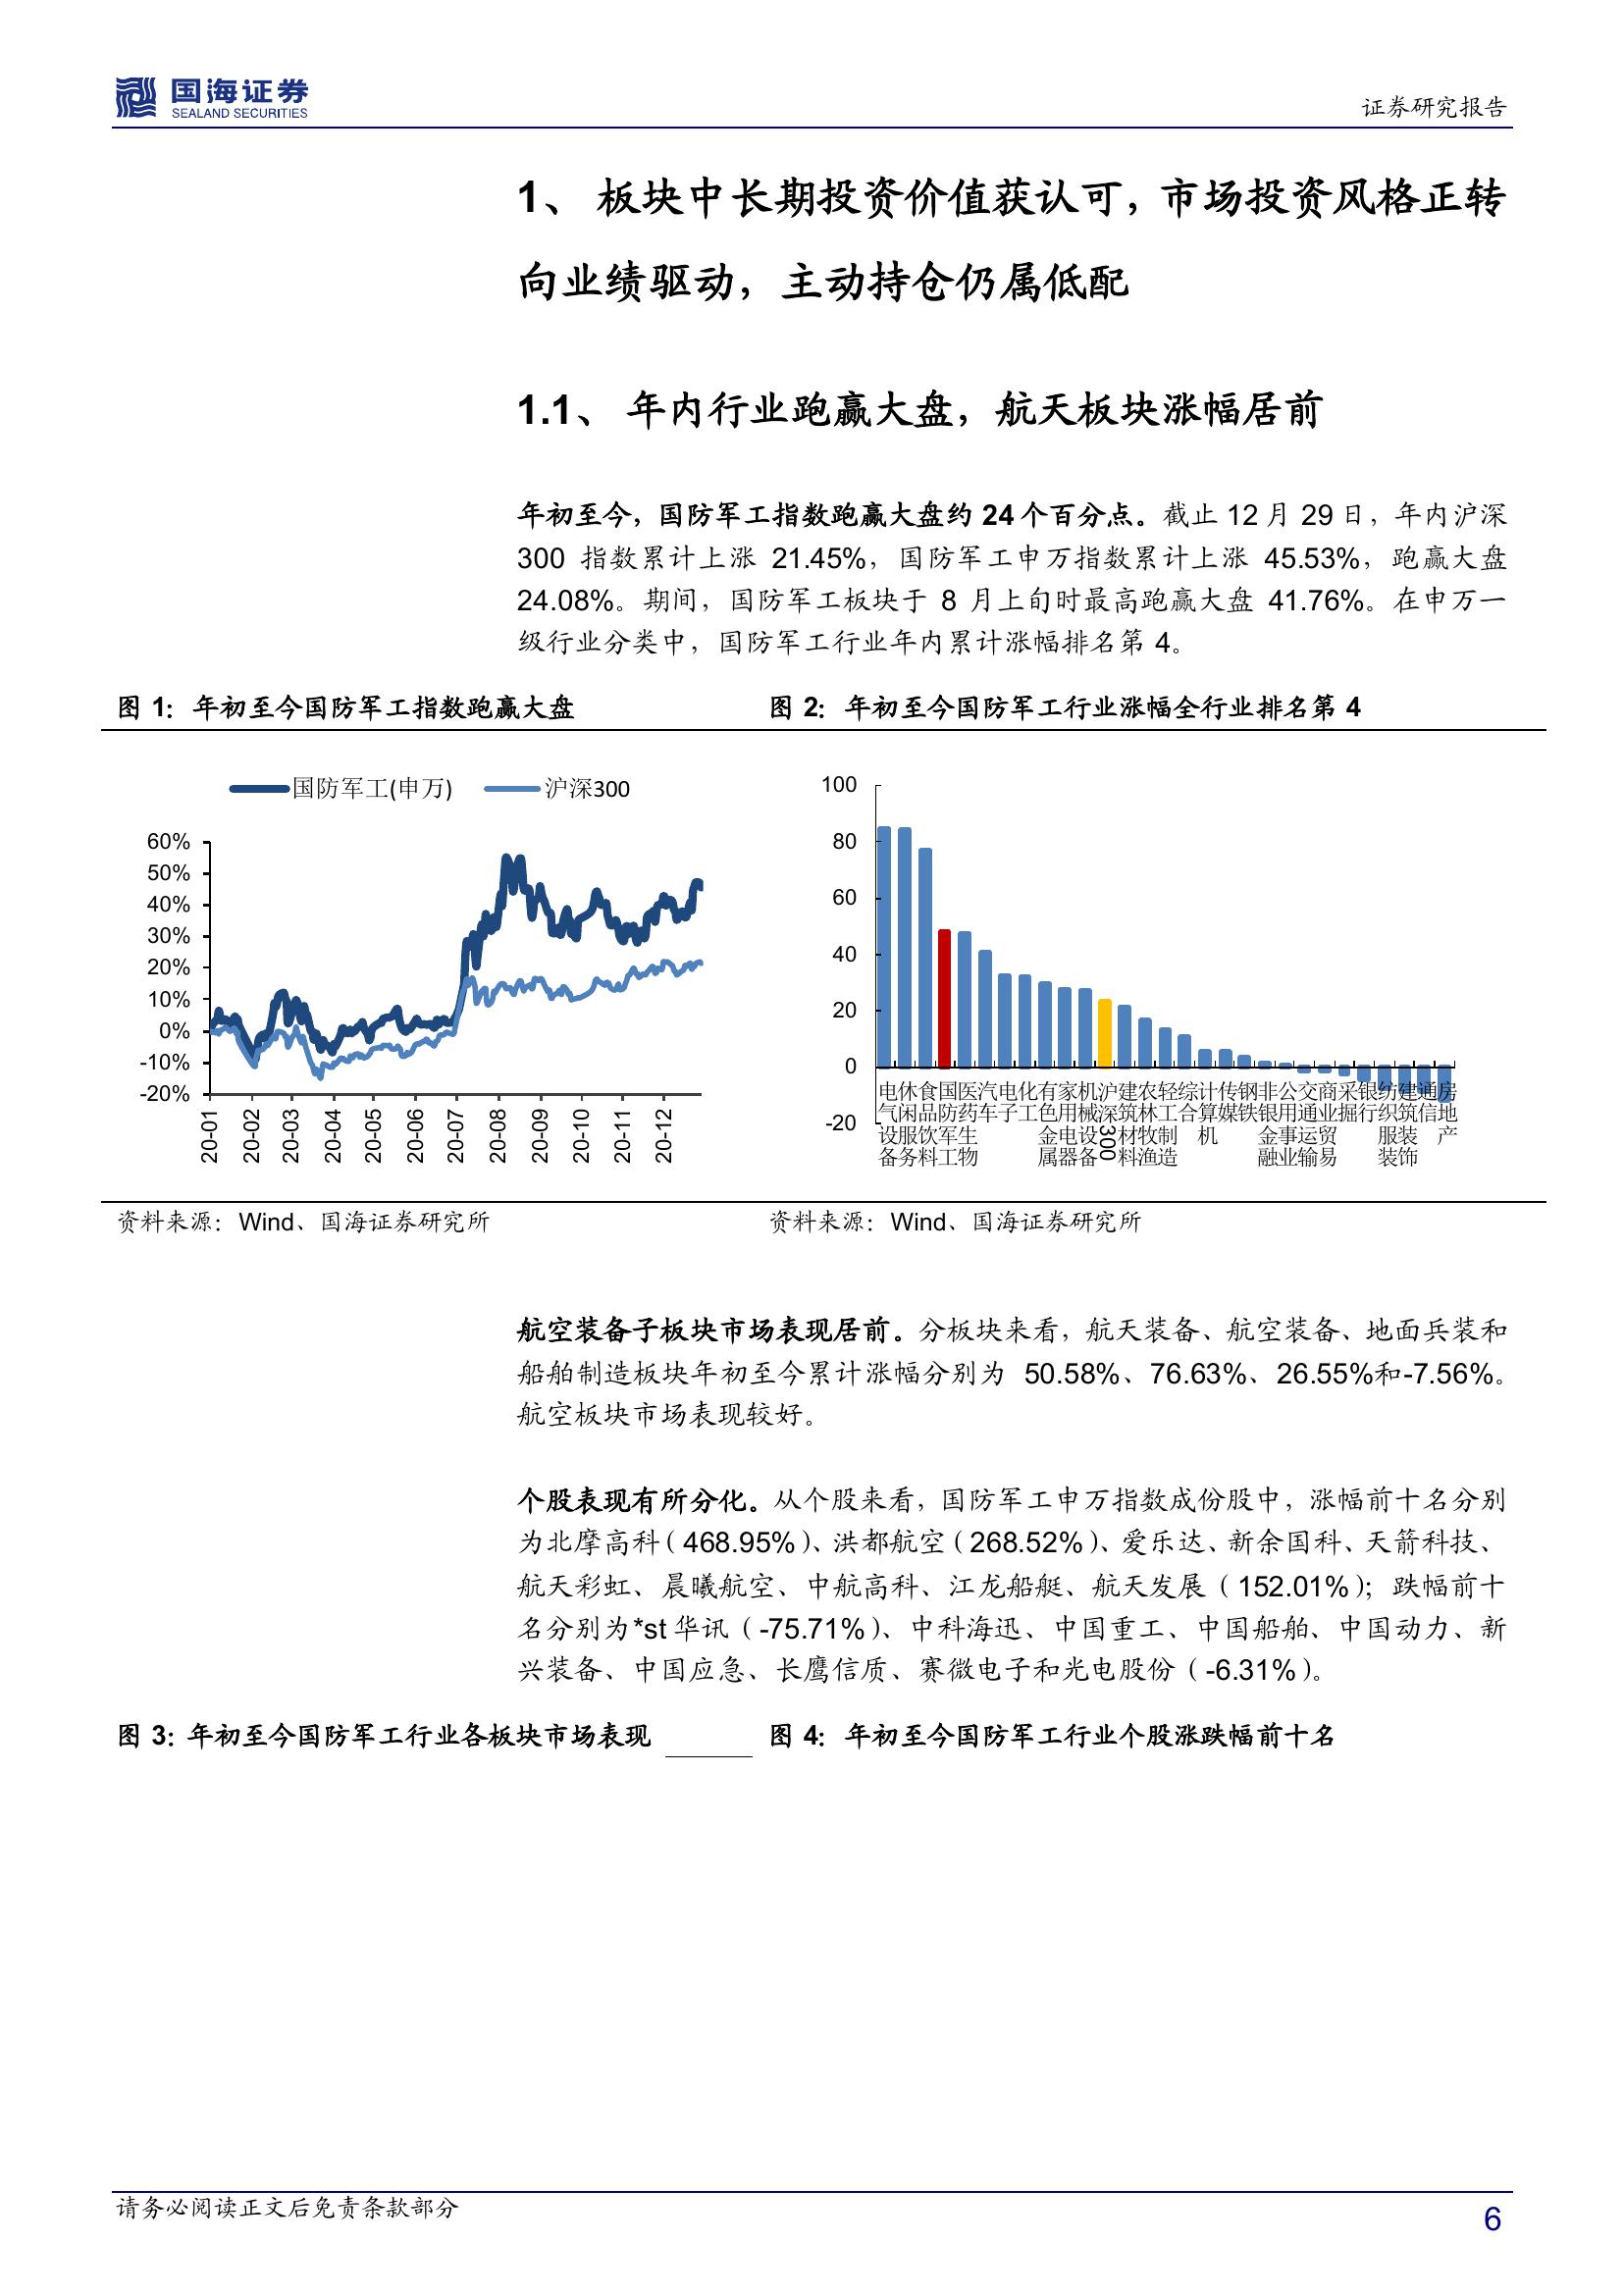 国海证券
SEALAND SECURITIES
证券研究报告
1、 板块中长期投资价值获认可，市场投资风格正转
向业绩驱动，主动持仓仍属低配
1.1、 年内行业跑赢大盘，航天板块涨幅居前
年初至今，国防军工指数跑赢大盘约 24 个百分点。截止 12 月 29 日，年内沪深
300 指数累计上涨 21.45%，国防军工申万指数累计上涨 45.53%，跑赢大盘
24.08%。期间，国防军工板块于 8 月上旬时最高跑赢大盘 41.76%。在申万一
级行业分类中，国防军工行业年内累计涨幅排名第 4。
图 1：年初至今国防军工指数跑赢大盘
国防军工(申万) 沪深300
60%
50%
40%
30%
20%
10%
0%
-10%
-20%
20-01 20-02 20-03 20-04 20-05 20-06 20-07 20-08 20-09 20-10 20-11 20-12
资料来源：Wind、国海证券研究所
图 2：年初至今国防军工行业涨幅全行业排名第 4
100
80
60
40
20
0
-20
电气设备
休闲服务
食品饮料
国防军工
医药生物
汽车
电子
化工
有色金属
家用电器
机械设备
沪深300
建筑材料
农林牧渔
轻工制造
综合
计算机
传媒
钢铁
非银金融
公用事业
交通运输
商业贸易
采掘
银行
纺织服装
建筑装饰
通信
房地产
资料来源：Wind、国海证券研究所
航空装备子板块市场表现居前。分板块来看，航天装备、航空装备、地面兵装和
船舶制造板块年初至今累计涨幅分别为 50.58%、76.63%、26.55%和-7.56%。
航空板块市场表现较好。
个股表现有所分化。从个股来看，国防军工申万指数成份股中，涨幅前十名分别
为北摩高科（468.95%）、洪都航空（268.52%）、爱乐达、新余国科、天箭科技、
航天彩虹、晨曦航空、中航高科、江龙船艇、航天发展（152.01%）；跌幅前十
名分别为*st 华讯（-75.71%）、中科海迅、中国重工、中国船舶、中国动力、新
兴装备、中国应急、长鹰信质、赛微电子和光电股份（-6.31%）。
图 3：年初至今国防军工行业各板块市场表现
图 4：年初至今国防军工行业个股涨跌幅前十名
请务必阅读正文后免责条款部分
6